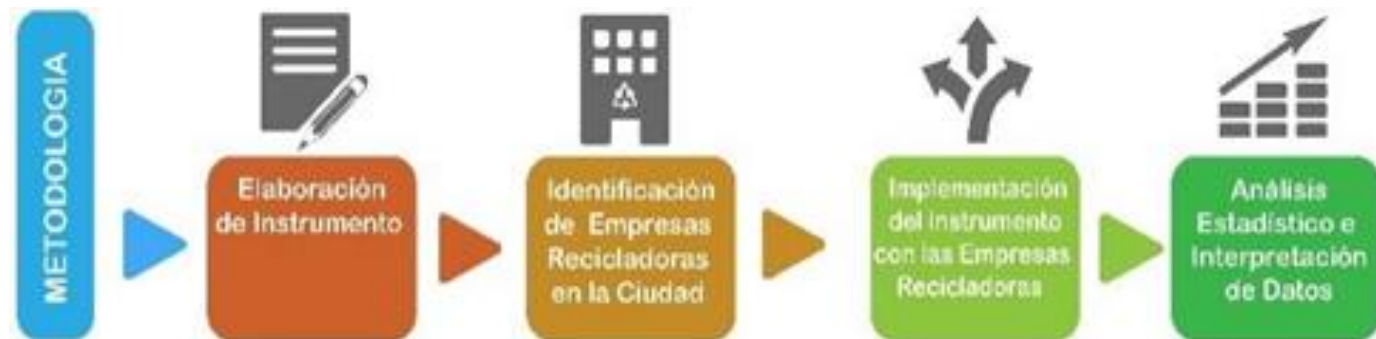 METODOLOGIA
Elaboración
de Instrumento
Identificación
de Empresas
Recicladoras
en la Ciudad
Implementación
del Instrumento
con las Empresas
Recicladoras
Análisis
Estadístico e
Interpretación
de Datos